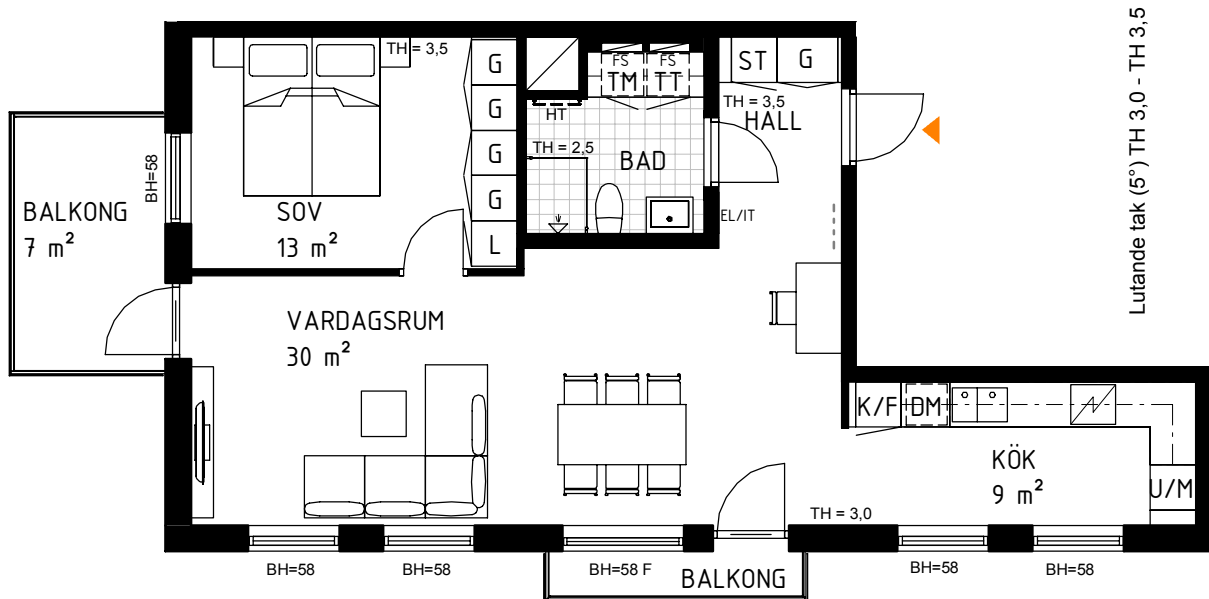 TH = 3,5
G
G
G
G
L
SOV
13 m²
BH=58
BALKONG
7 m²
FS
TM
FS
TT
HT
TH = 2,5
BAD
ST
G
TH = 3,5
HALL
EL/IT
VARDAGSRUM
30 m²
K/F
DM
KÖK
9 m²
U/M
TH = 3,0
BH=58
BH=58
BH=58 F
BALKONG
BH=58
BH=58
Lutande tak (5°) TH 3,0 - TH 3,5